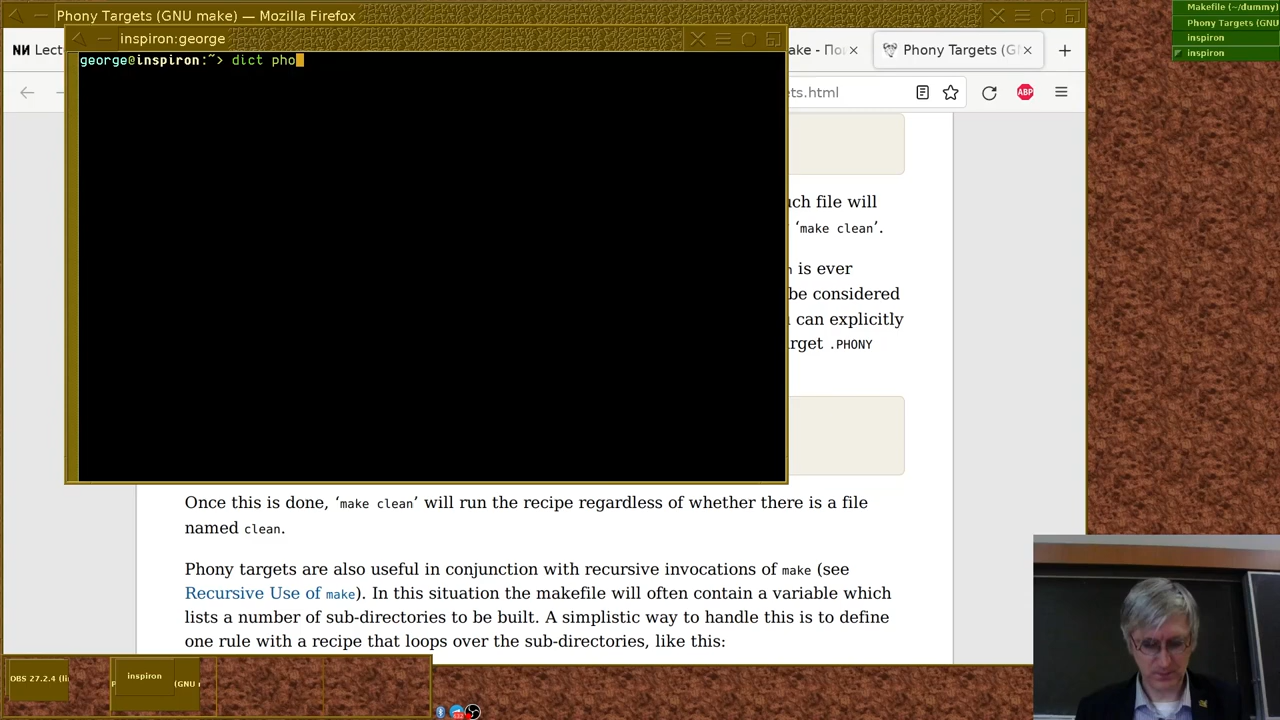 Phony Targets (GNU make) — Mozilla Firefox
inspiron:george
Makefile (~/dummy)
Phony Targets (GNU
inspiron
inspiron
ИИ Lect
ake - По
Phony Targets (G
ets.html
ABP
george@inspiron:~> dict pho
uch file will
‘make clean’.
is ever
be considered
can explicitly
rget .PHONY
Once this is done, ‘make clean’ will run the recipe regardless of whether there is a file
named clean.
Phony targets are also useful in conjunction with recursive invocations of make (see
Recursive Use of make). In this situation the makefile will often contain a variable which
lists a number of sub-directories to be built. A simplistic way to handle this is to define
one rule with a recipe that loops over the sub-directories, like this:
OBS 27.2.4 (li
inspiron
(GNU